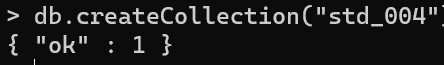 > db.createCollection("std_004"
{ "ok" : 1 }